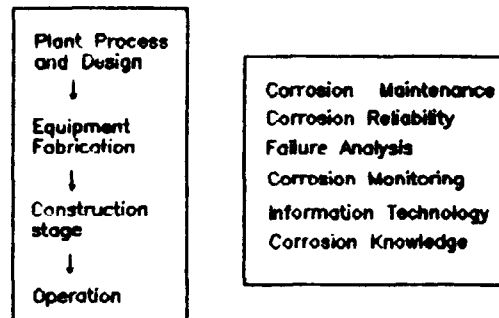 Plant Process
and Design
↓
Equipment
Fabrication
↓
Construction
stage
↓
Operation
Corrosion Maintenance
Corrosion Reliability
Failure Analysis
Corrosion Monitoring
Information Technology
Corrosion Knowledge